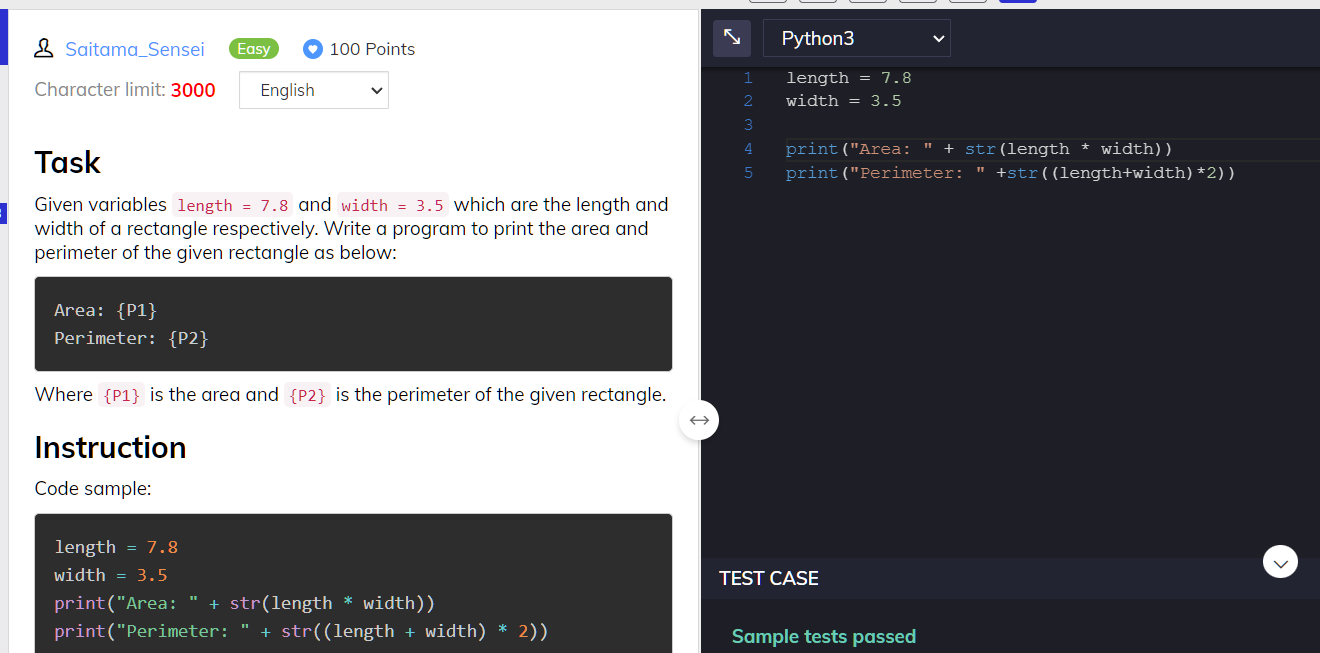 Saitama_Sensei Easy 100 Points
Character limit: 3000 English
Task
Given variables length = 7.8 and width = 3.5 which are the length and
width of a rectangle respectively. Write a program to print the area and
perimeter of the given rectangle as below:
Area: {P1}
Perimeter: {P2}
Where {P1} is the area and {P2} is the perimeter of the given rectangle.
Instruction
Code sample:
length = 7.8
width = 3.5
print("Area: " + str(length * width))
print("Perimeter: " + str((length + width) * 2))
Python3
1 length = 7.8
2 width = 3.5
3
4 print("Area: " + str(length * width))
5 print("Perimeter: " +str((length+width)*2))
TEST CASE
Sample tests passed